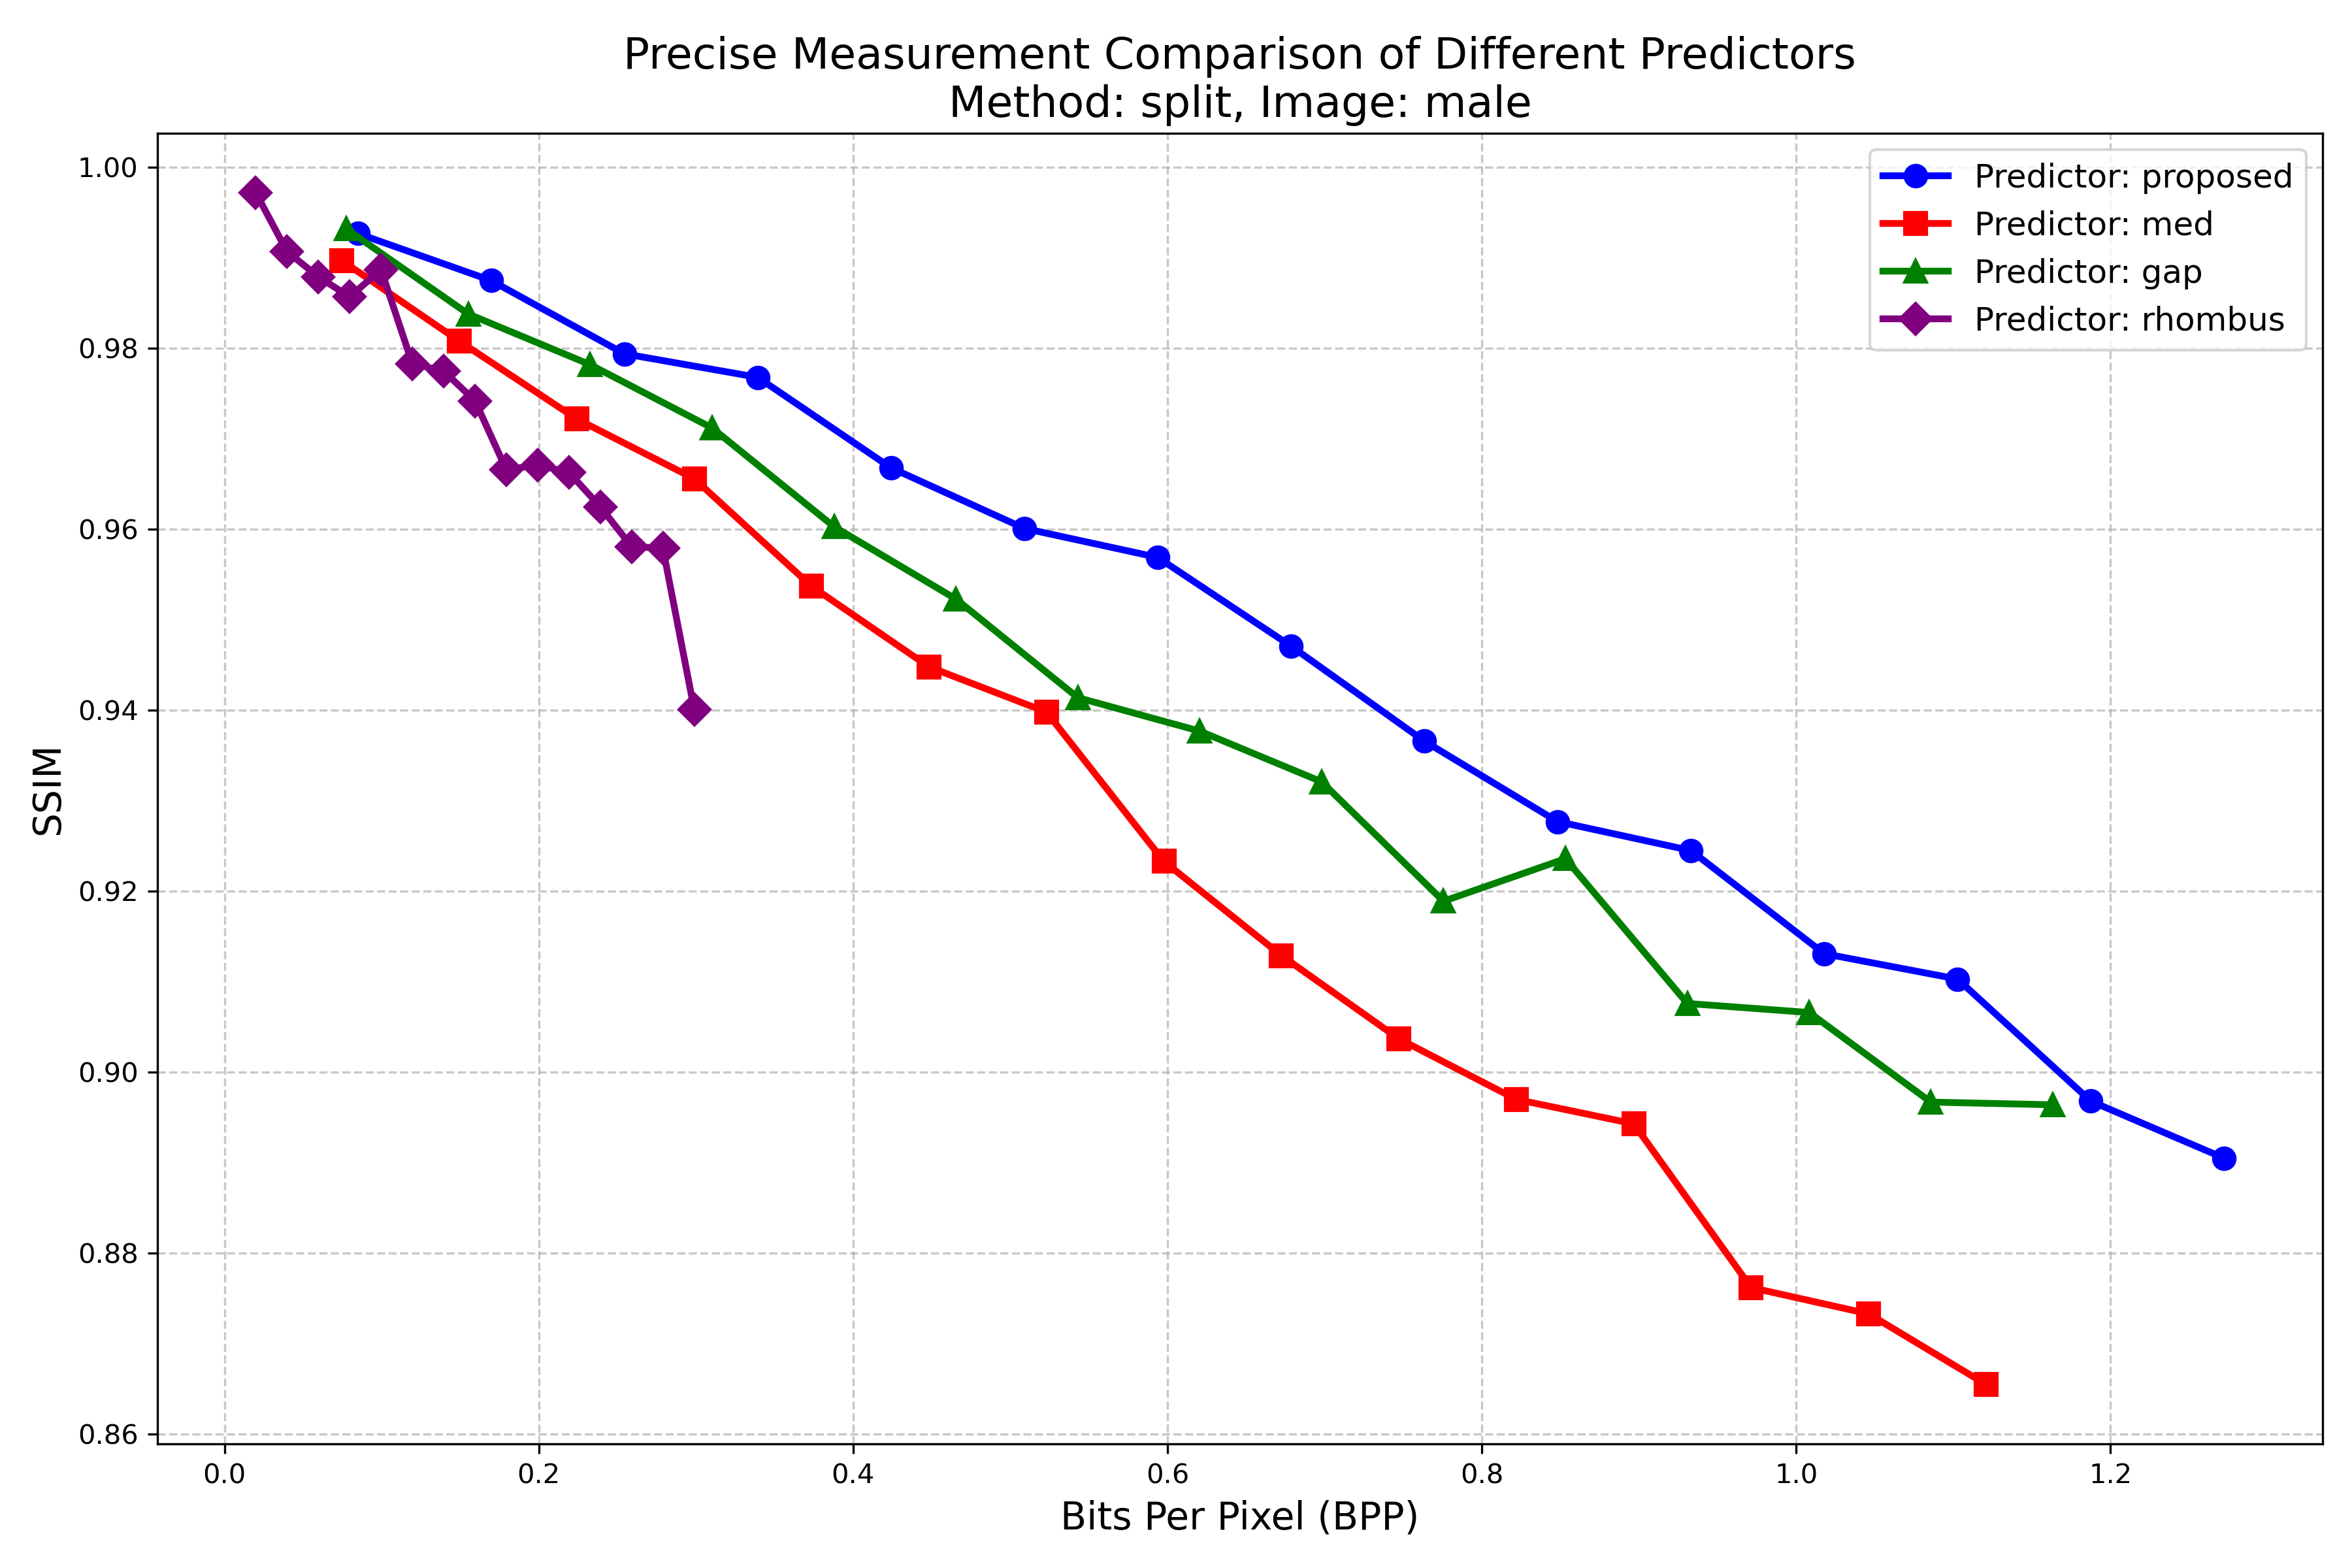 Precise Measurement Comparison of Different Predictors
Method: split, Image: male
Predictor: proposed
Predictor: med
Predictor: gap
Predictor: rhombus
SSIM
1.00
0.98
0.96
0.94
0.92
0.90
0.88
0.86
0.0 0.2 0.4 0.6 0.8 1.0 1.2
Bits Per Pixel (BPP)